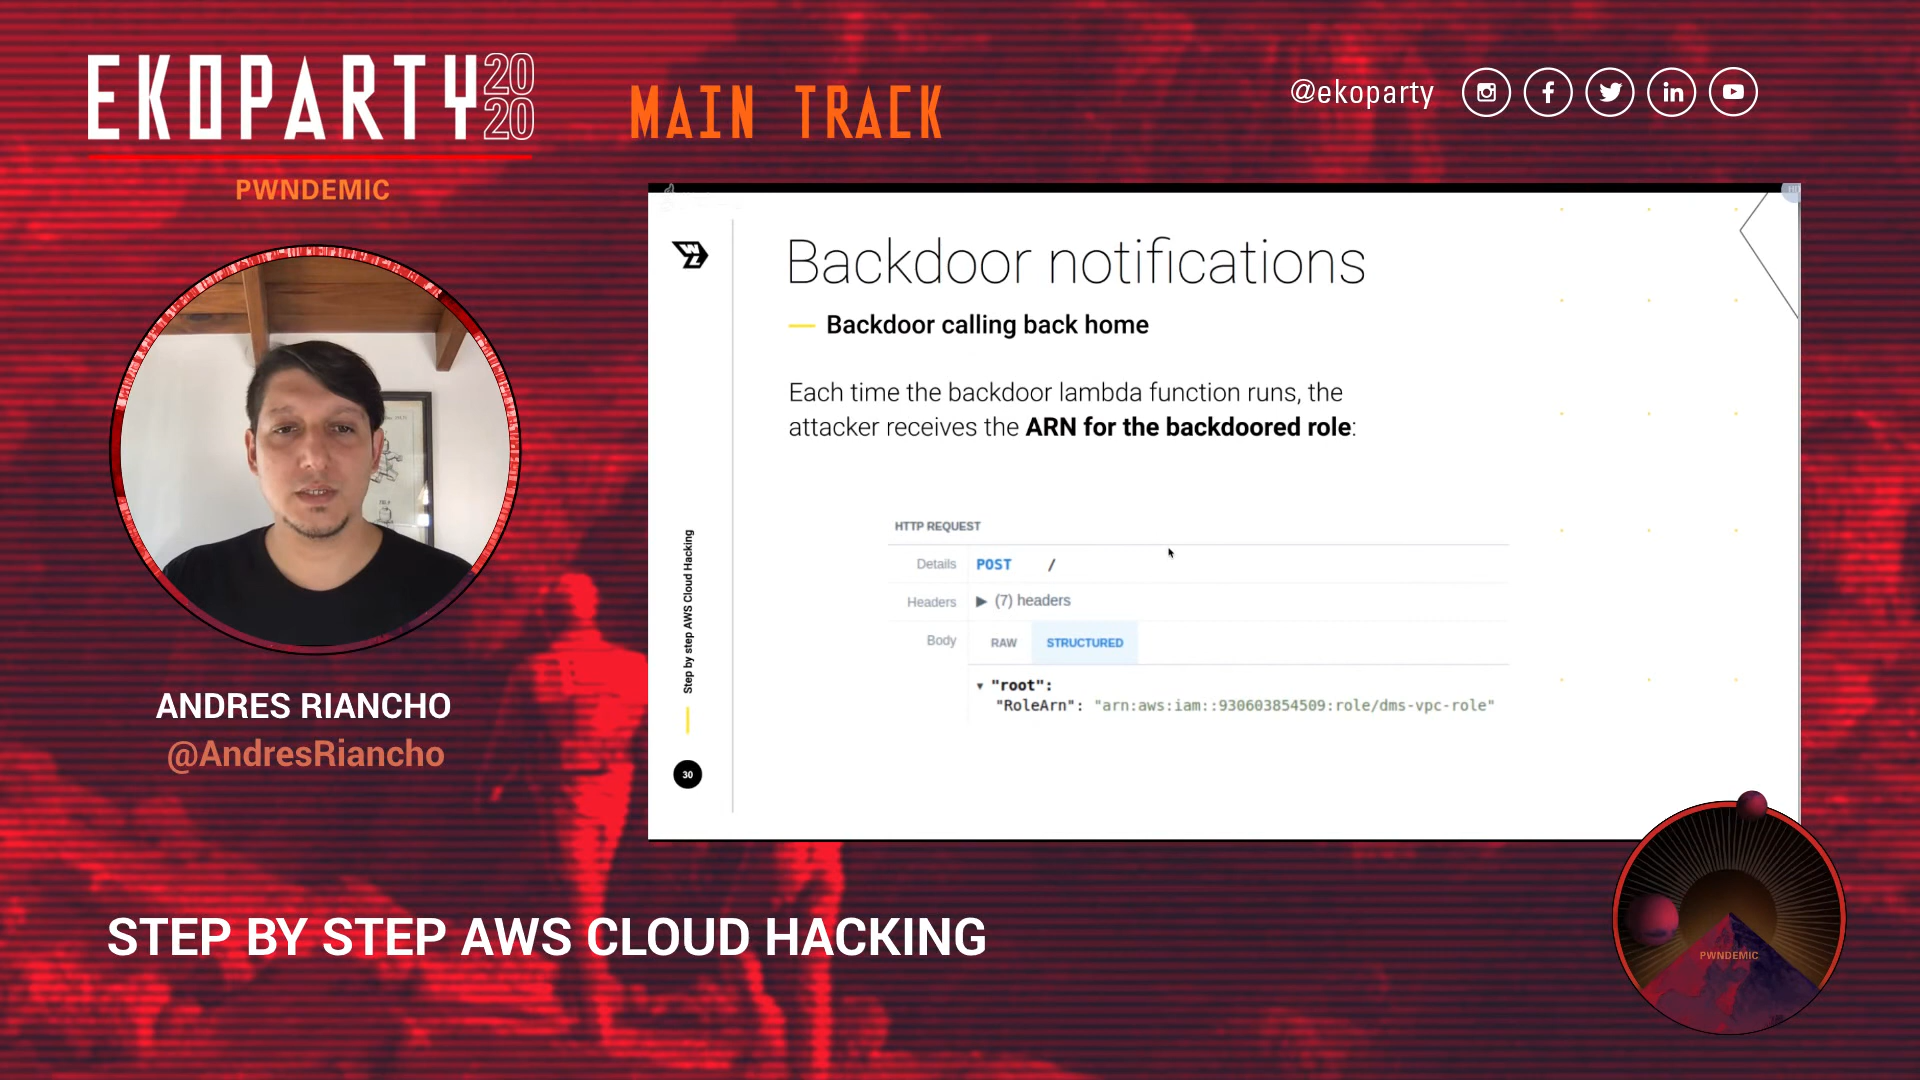 EKOPARTY 2020
PWNDEMIC
MAIN TRACK
@ekoparty
ANDRES RIANCHO
@AndresRiancho
Backdoor notifications
Backdoor calling back home
Each time the backdoor lambda function runs, the
attacker receives the ARN for the backdoored role:
HTTP REQUEST
Details POST /
Headers ▶ (7) headers
Body RAW STRUCTURED
▼ "root":
"RoleArn": "arn:aws:iam::930603854509:role/dms-vpc-role"
Step by step AWS Cloud Hacking
30
STEP BY STEP AWS CLOUD HACKING
PWNDEMIC